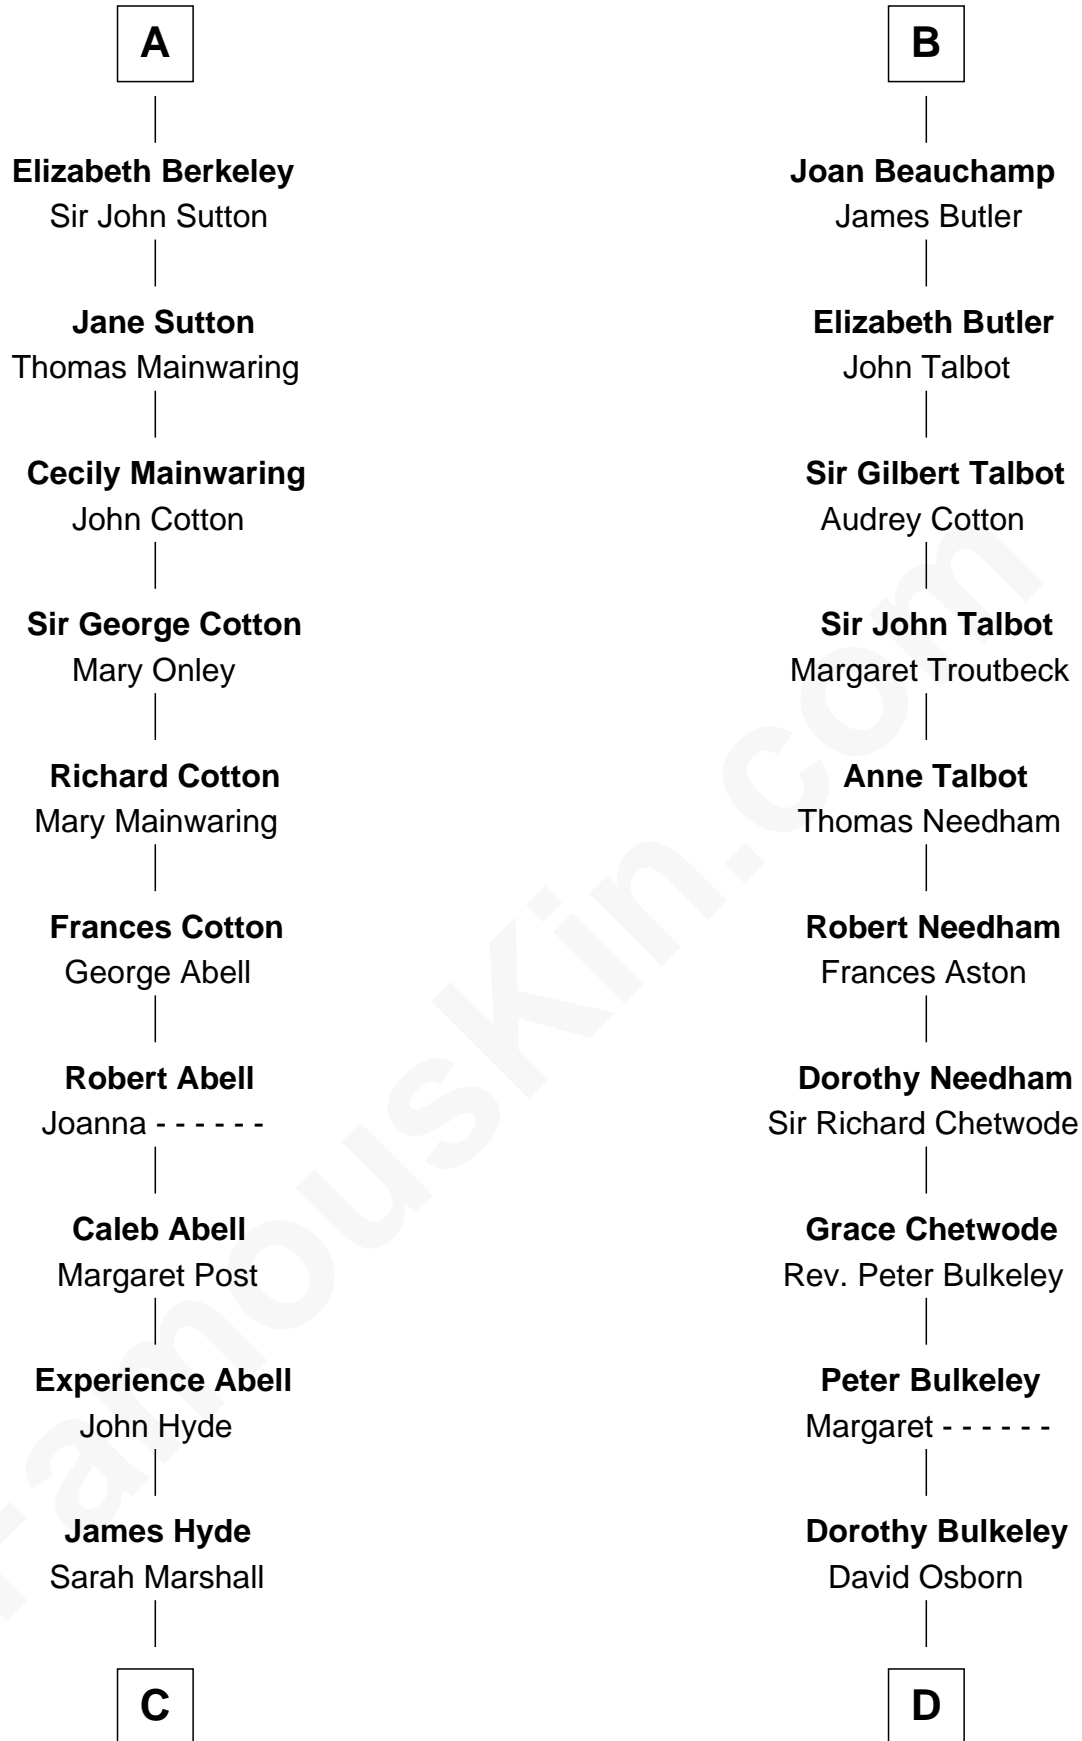 A
Elizabeth Berkeley
Sir John Sutton
Jane Sutton
Thomas Mainwaring
Cecily Mainwaring
John Cotton
Sir George Cotton
Mary Onley
Richard Cotton
Mary Mainwaring
Frances Cotton
George Abell
Robert Abell
Joanna - - - - - -
Caleb Abell
Margaret Post
Experience Abell
John Hyde
James Hyde
Sarah Marshall
C
B
Joan Beauchamp
James Butler
Elizabeth Butler
John Talbot
Sir Gilbert Talbot
Audrey Cotton
Sir John Talbot
Margaret Troutbeck
Anne Talbot
Thomas Needham
Robert Needham
Frances Aston
Dorothy Needham
Sir Richard Chetwode
Grace Chetwode
Rev. Peter Bulkeley
Peter Bulkeley
Margaret - - - - - -
Dorothy Bulkeley
David Osborn
D
FamousKin.com